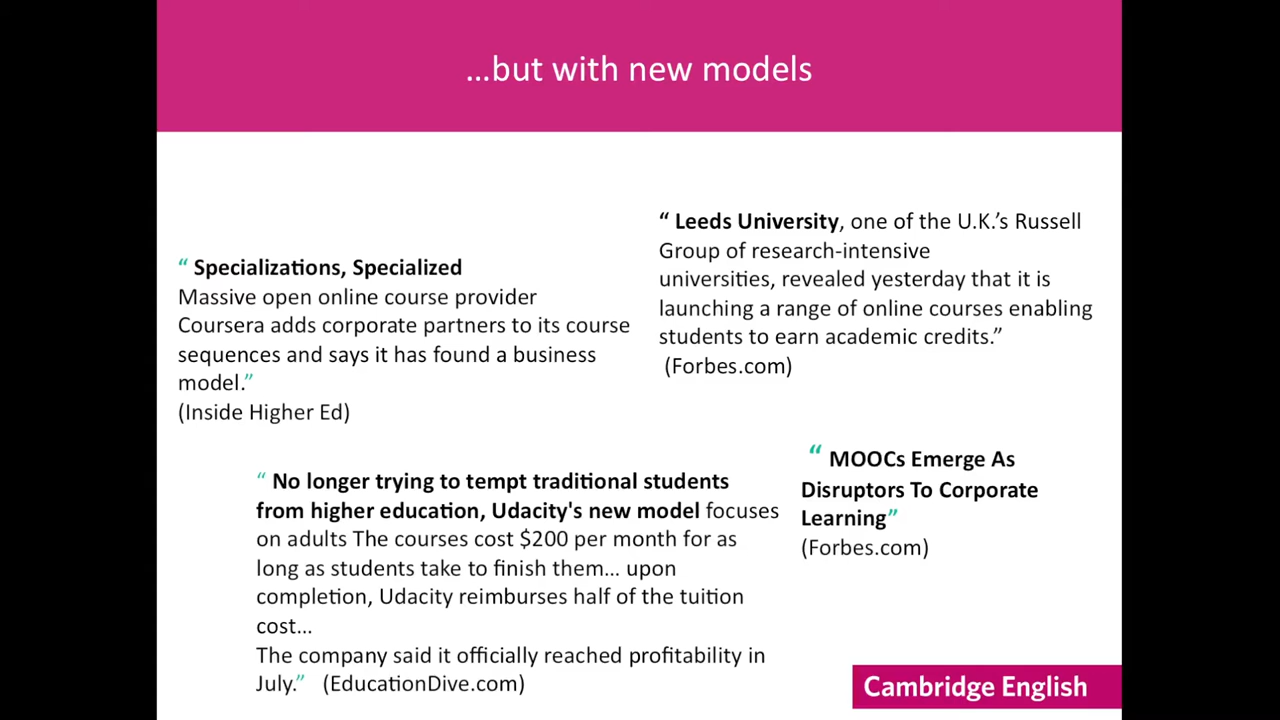 ...but with new models
“ Specializations, Specialized
Massive open online course provider
Coursera adds corporate partners to its course
sequences and says it has found a business
model.”
(Inside Higher Ed)
“ Leeds University, one of the U.K.’s Russell
Group of research-intensive
universities, revealed yesterday that it is
launching a range of online courses enabling
students to earn academic credits.”
(Forbes.com)
“ No longer trying to tempt traditional students
from higher education, Udacity's new model focuses
on adults The courses cost $200 per month for as
long as students take to finish them... upon
completion, Udacity reimburses half of the tuition
cost...
The company said it officially reached profitability in
July.” (EducationDive.com)
“ MOOCs Emerge As
Disruptors To Corporate
Learning”
(Forbes.com)
Cambridge English